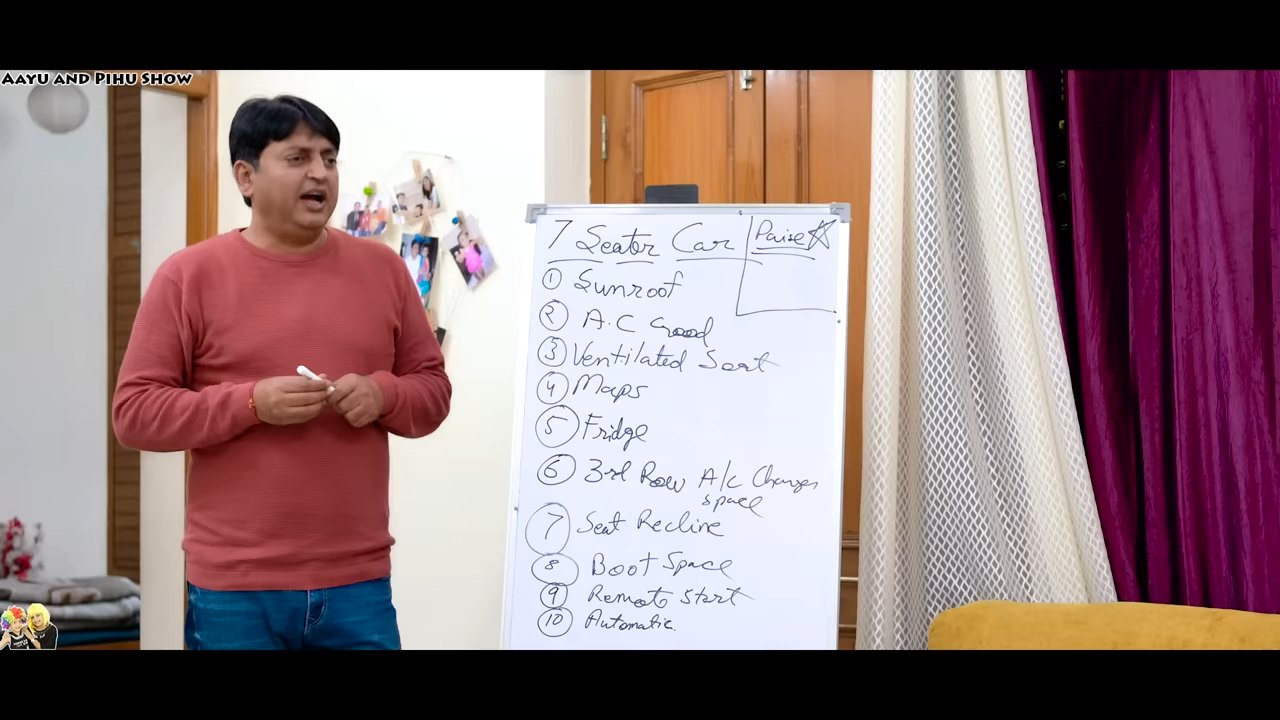 AAYU AND PIHU SHOW
7 Seater Car
Paise
① Sunroof
② A.C Good
③ Ventilated Seat
④ Maps
⑤ Fridge
⑥ 3rd Row A/c Charger
space
⑦ Seat Recline
⑧ Boot Space
⑨ Remote Start
⑩ Automatic.